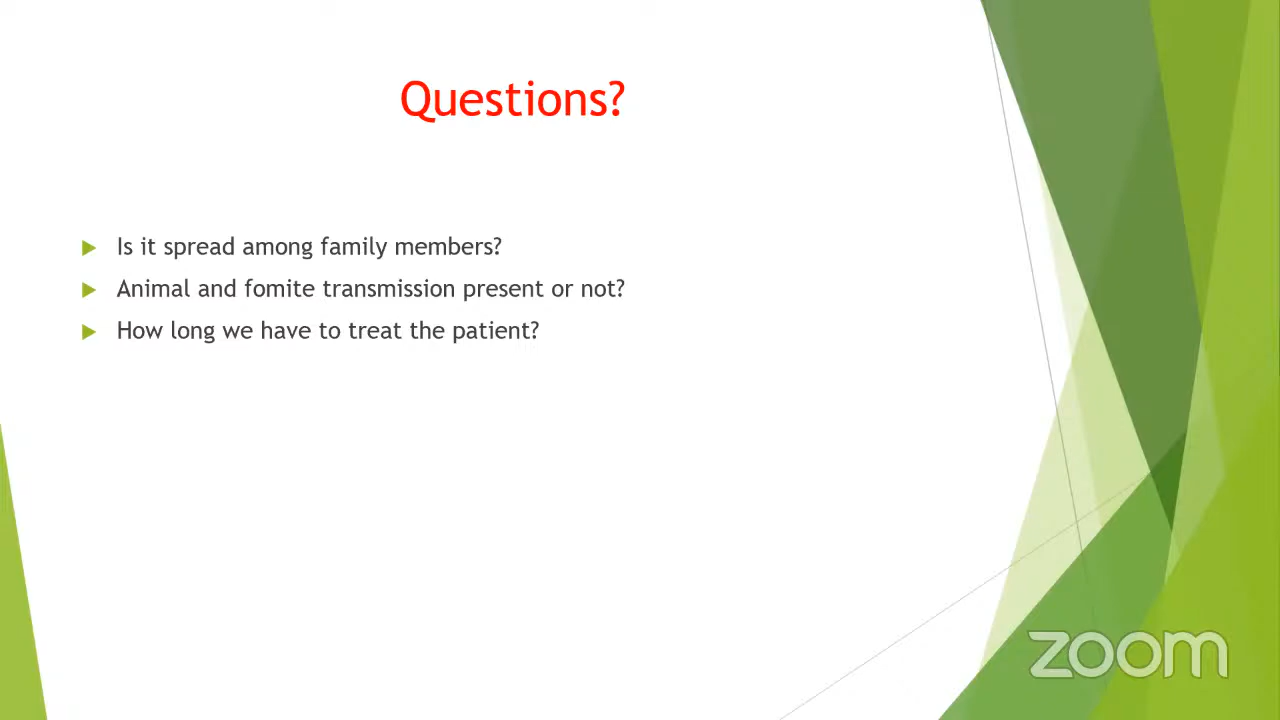 Questions?
Is it spread among family members?
Animal and fomite transmission present or not?
How long we have to treat the patient?
zoom